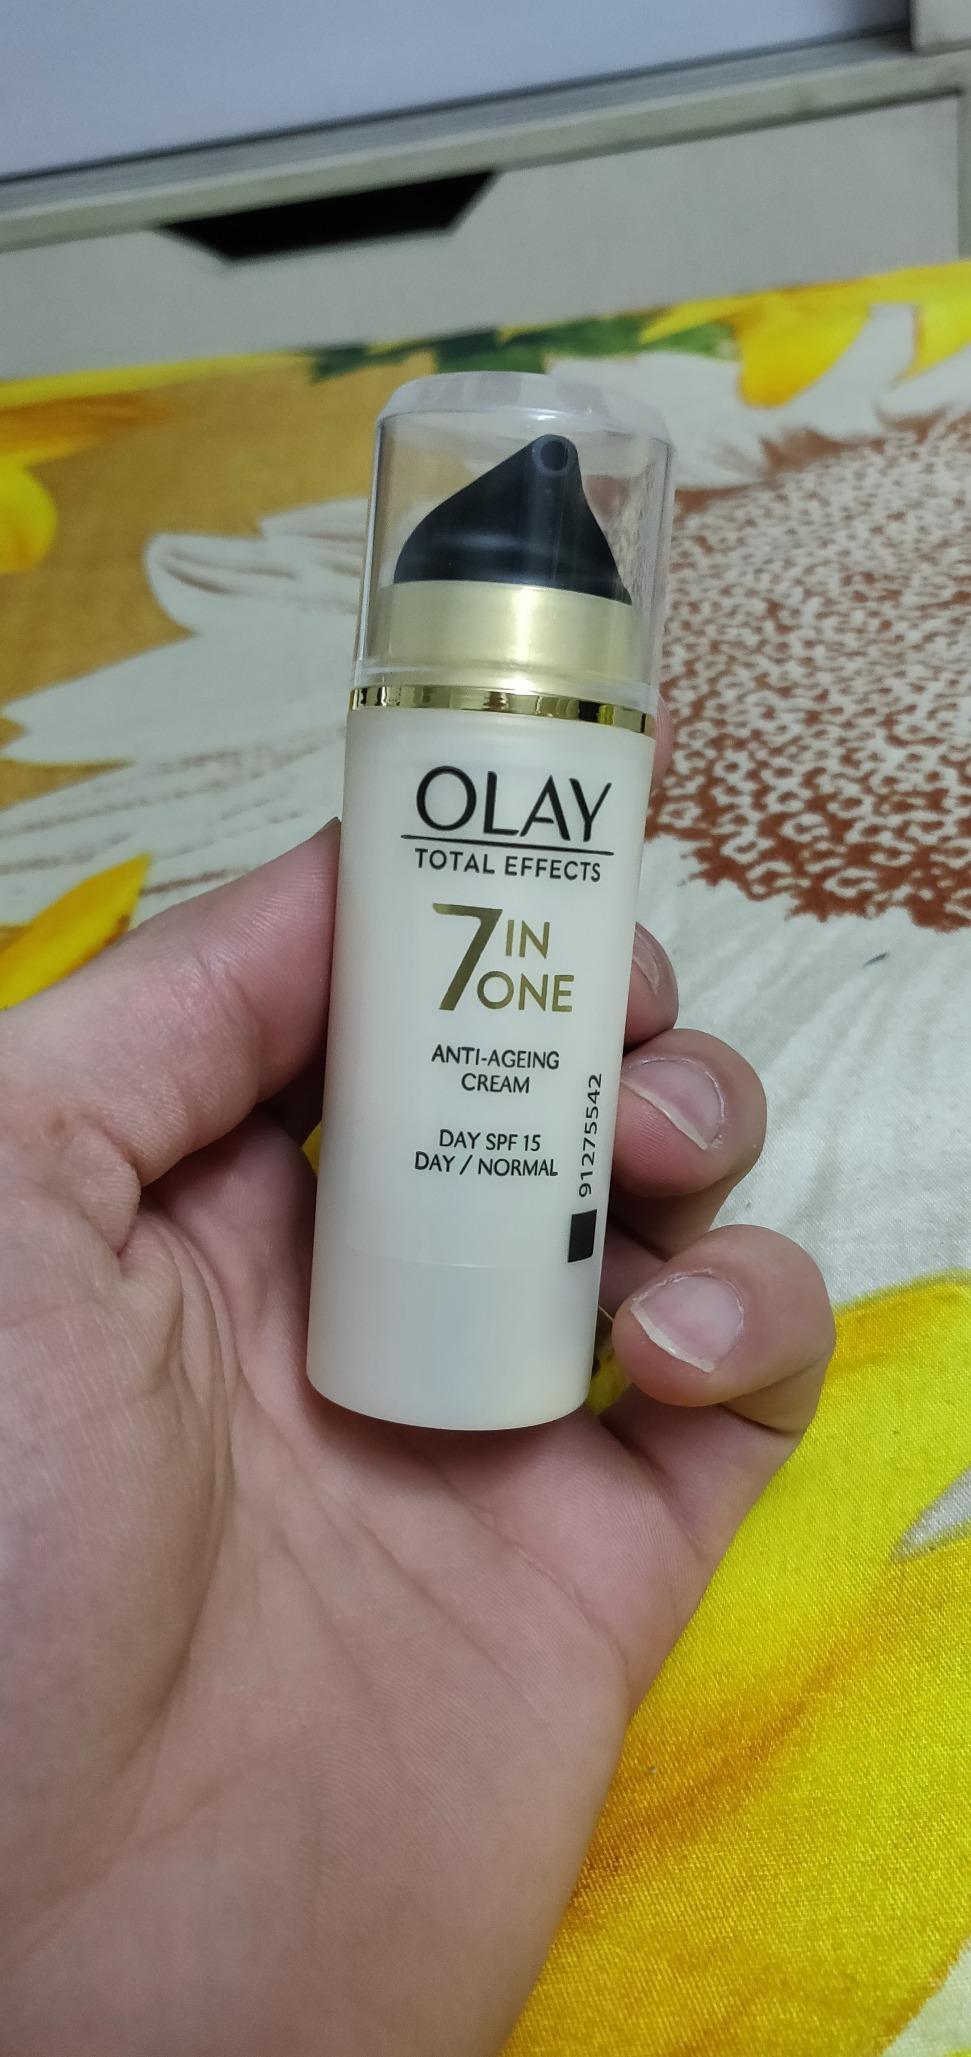 OLAY
TOTAL EFFECTS
7 IN
ONE
ANTI-AGEING
CREAM
DAY SPF 15
DAY / NORMAL
91275542